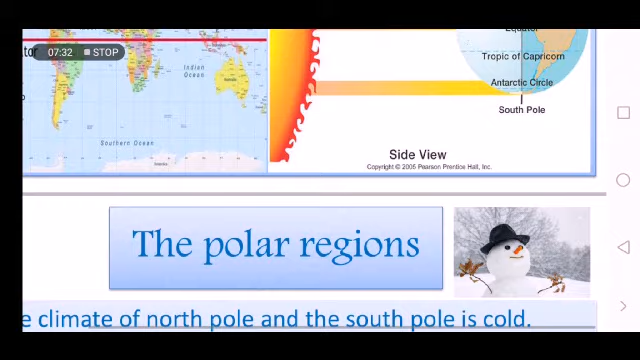 tor
07:32 STOP
Indian
Ocean
Southern Ocean
Equator
Tropic of Capricorn
Antarctic Circle
South Pole
Side View
Copyright © 2005 Pearson Prentice Hall, Inc.
The polar regions
e climate of north pole and the south pole is cold.